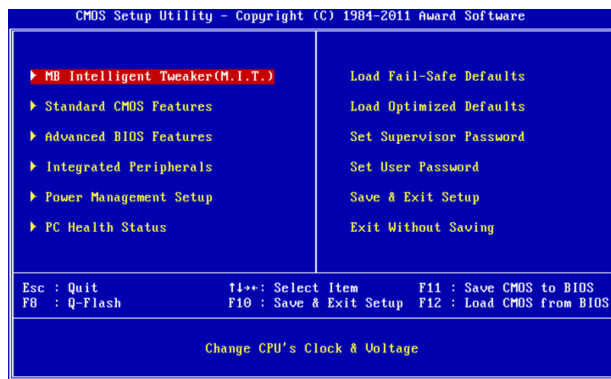 CMOS Setup Utility - Copyright (C) 1984-2011 Award Software
▶ MB Intelligent Tweaker(M.I.T.)
▶ Standard CMOS Features
▶ Advanced BIOS Features
▶ Integrated Peripherals
▶ Power Management Setup
▶ PC Health Status
Load Fail-Safe Defaults
Load Optimized Defaults
Set Supervisor Password
Set User Password
Save & Exit Setup
Exit Without Saving
Esc : Quit ↑↓→←: Select Item F11 : Save CMOS to BIOS
F8 : Q-Flash F10 : Save & Exit Setup F12 : Load CMOS from BIOS
Change CPU's Clock & Voltage